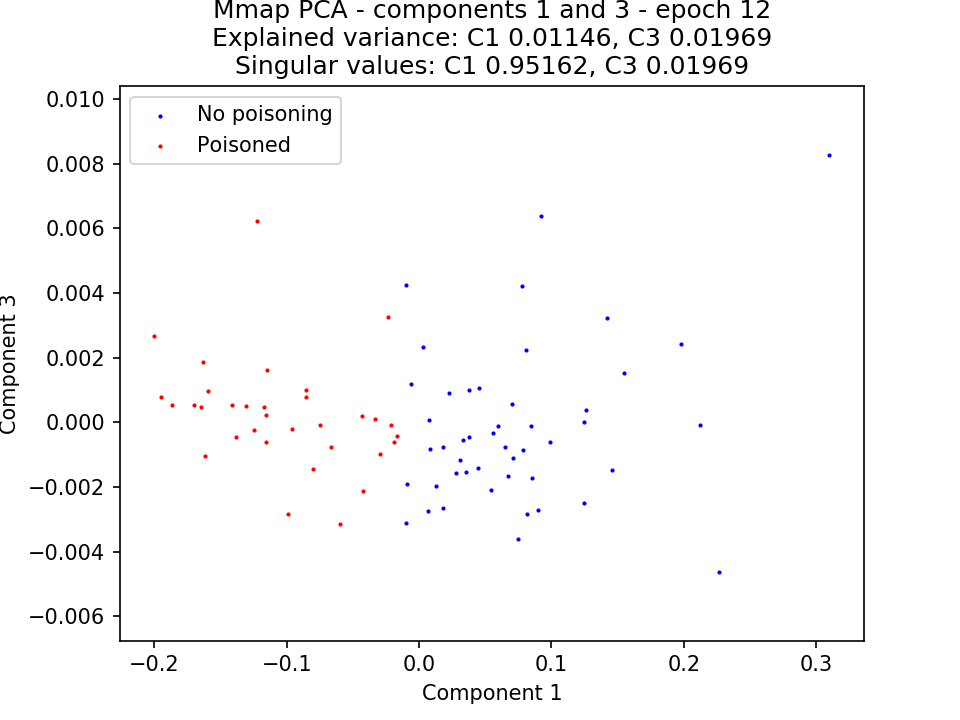 Mmap PCA - components 1 and 3 - epoch 12
Explained variance: C1 0.01146, C3 0.01969
Singular values: C1 0.95162, C3 0.01969
No poisoning
Poisoned
0.010
0.008
0.006
0.004
0.002
0.000
−0.002
−0.004
−0.006
Component 3
−0.2
−0.1
0.0
0.1
0.2
0.3
Component 1